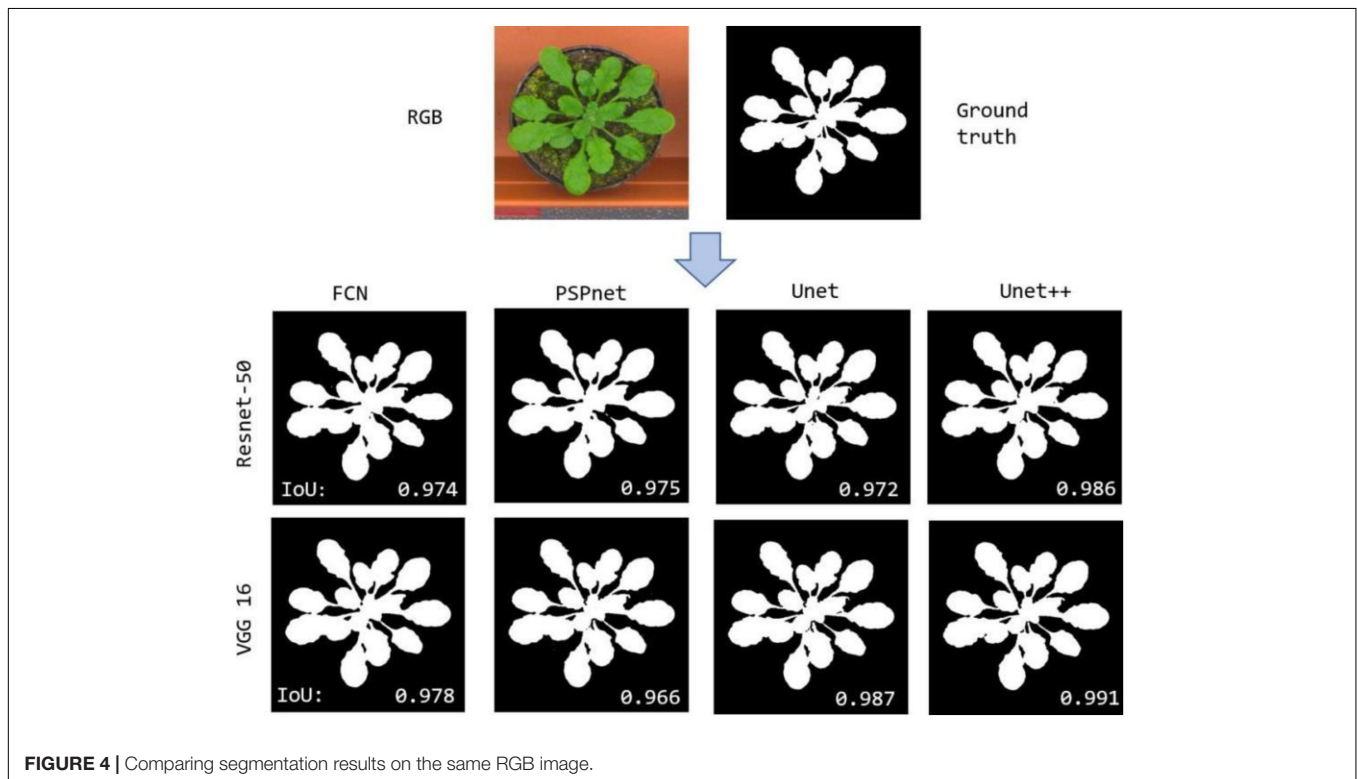 RGB
Ground
truth
FCN PSPnet Unet Unet++
Resnet-50
IoU: 0.974 0.975 0.972 0.986
VGG 16
IoU: 0.978 0.966 0.987 0.991
FIGURE 4 | Comparing segmentation results on the same RGB image.